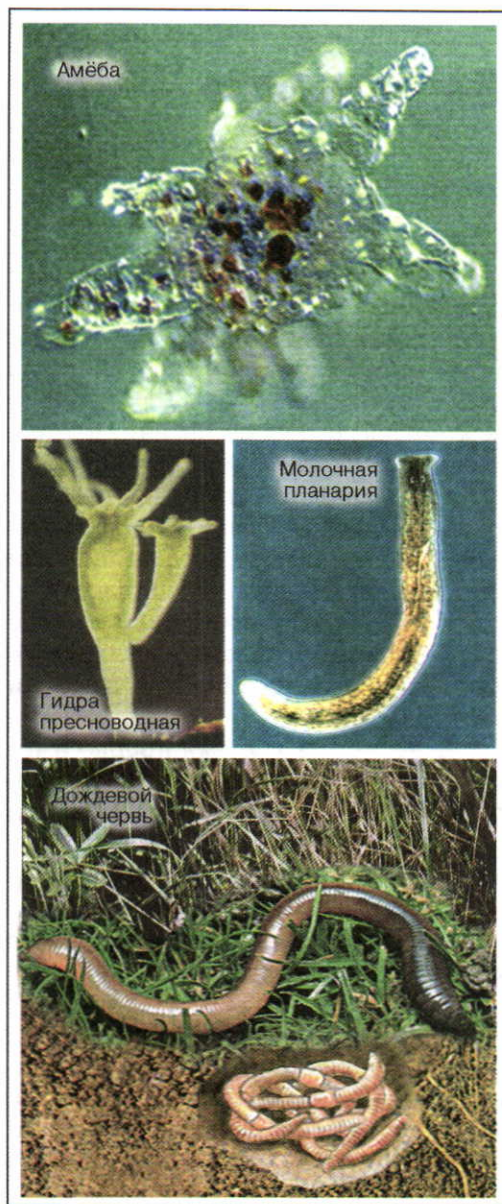 Амёба
Молочная
планария
Гидра
пресноводная
Дождевой
червь